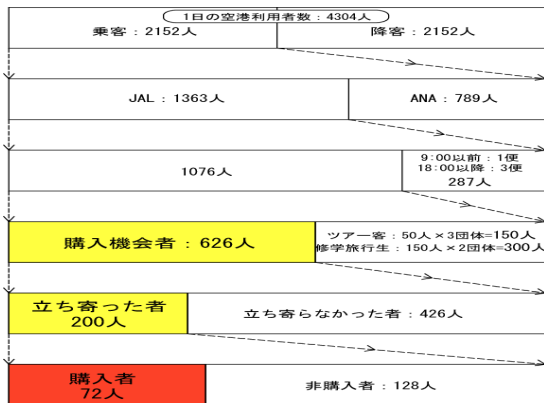 1日の空港利用者数：4304人
乗客：2152人
降客：2152人
JAL：1363人
ANA：789人
1076人
9:00以前：1便
18:00以降：3便
287人
購入機会者：626人
ツアー客：50人×3団体=150人
修学旅行生：150人×2団体=300人
立ち寄った者
200人
立ち寄らなかった者：426人
購入者
72人
非購入者：128人